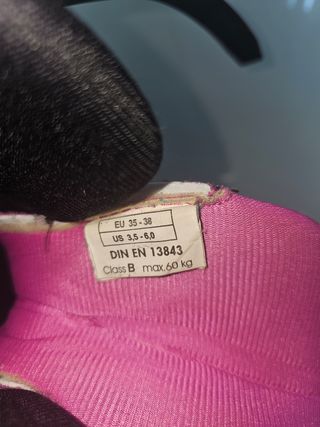 EU 35 - 38
US 3,5 - 6,0
DIN EN 13843
Class B max.60 kg